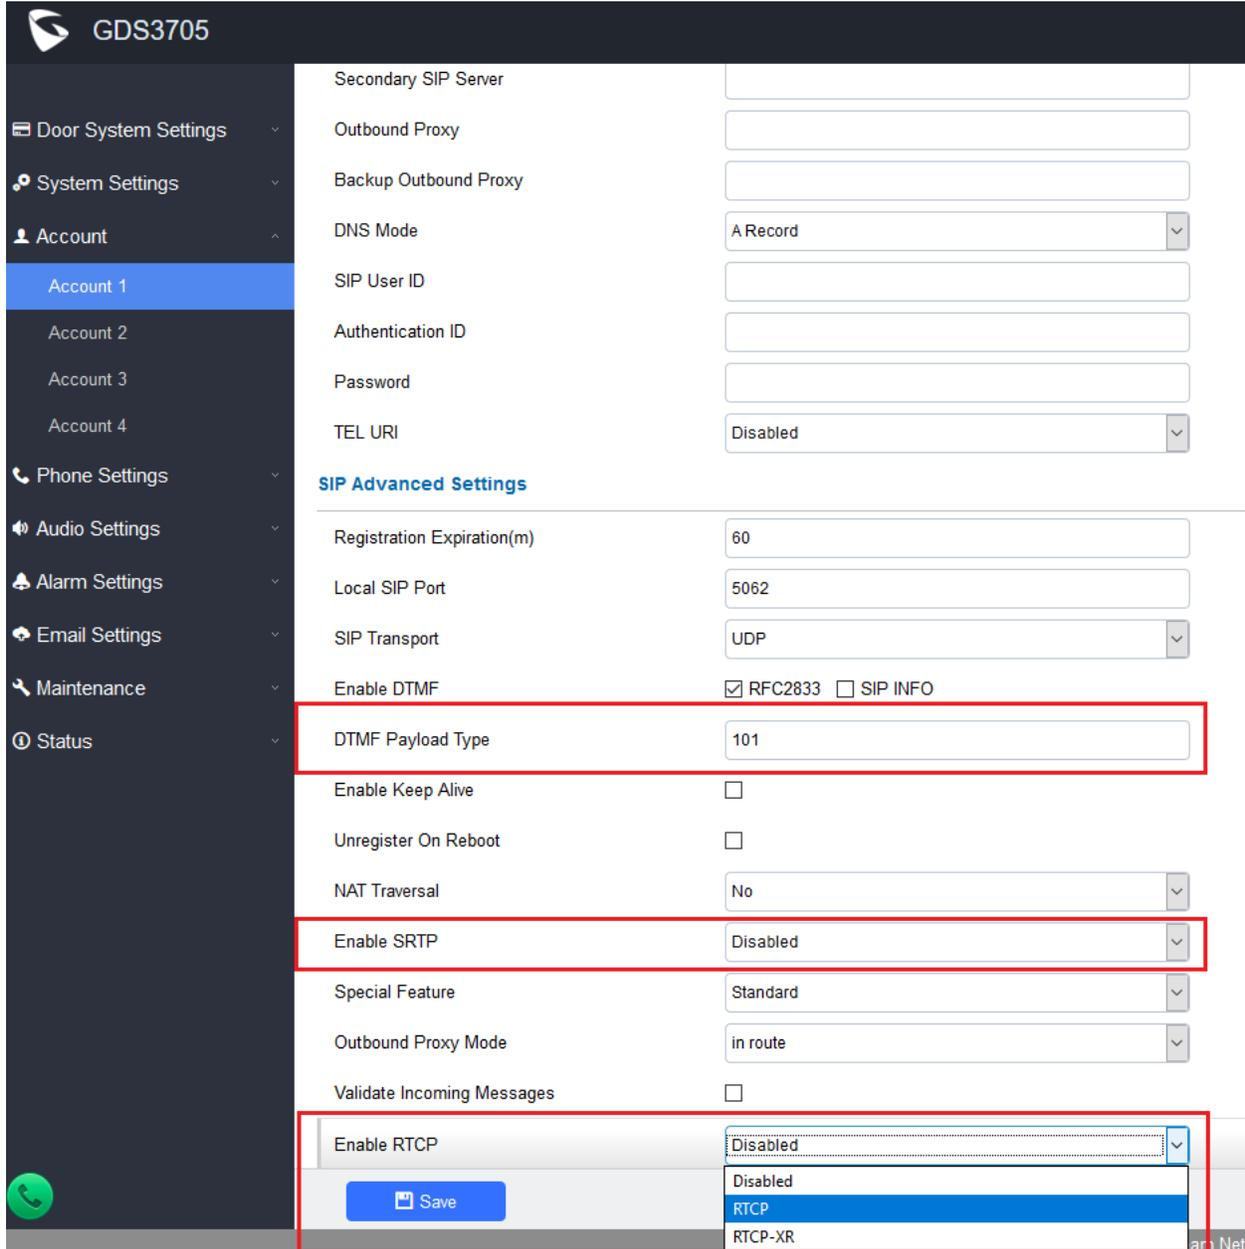 GDS3705
Door System Settings
System Settings
Account
Account 1
Account 2
Account 3
Account 4
Phone Settings
Audio Settings
Alarm Settings
Email Settings
Maintenance
Status
Secondary SIP Server
Outbound Proxy
Backup Outbound Proxy
DNS Mode A Record
SIP User ID
Authentication ID
Password
TEL URI Disabled
SIP Advanced Settings
Registration Expiration(m) 60
Local SIP Port 5062
SIP Transport UDP
Enable DTMF RFC2833 SIP INFO
DTMF Payload Type 101
Enable Keep Alive
Unregister On Reboot
NAT Traversal No
Enable SRTP Disabled
Special Feature Standard
Outbound Proxy Mode in route
Validate Incoming Messages
Enable RTCP Disabled
Disabled
Save RTCP
RTCP-XR